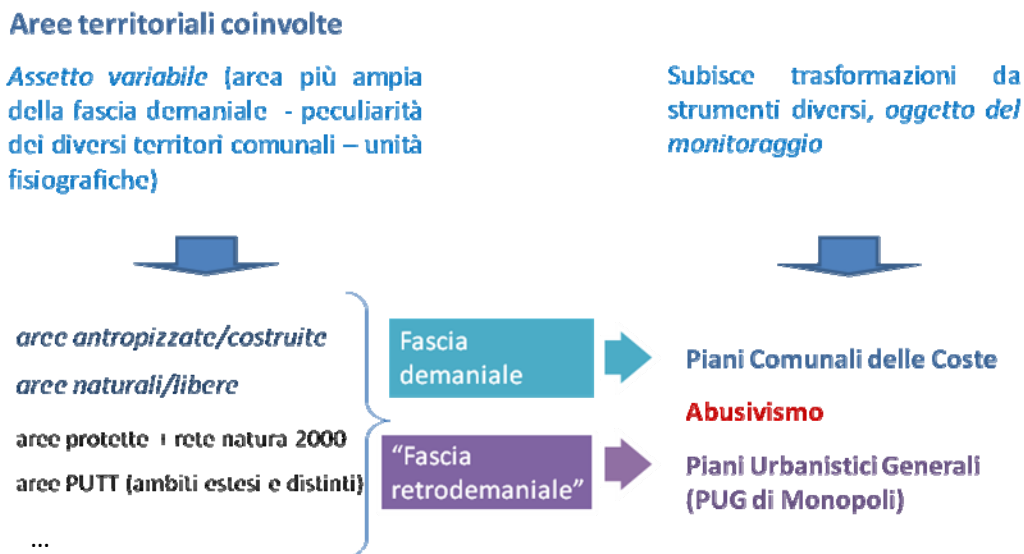 Aree territoriali coinvolte
Assetto variabile (area più ampia
della fascia demaniale - peculiarità
dei diversi territori comunali – unità
fisiografiche)
Subisce trasformazioni da
strumenti diversi, oggetto del
monitoraggio
aree antropizzate/costruite
aree naturali/libere
aree protette + rete natura 2000
aree PUTT (ambiti estesi e distinti)
...
Fascia
demaniale
"Fascia
retrodemaniale"
Piani Comunali delle Coste
Abusivismo
Piani Urbanistici Generali
(PUG di Monopoli)